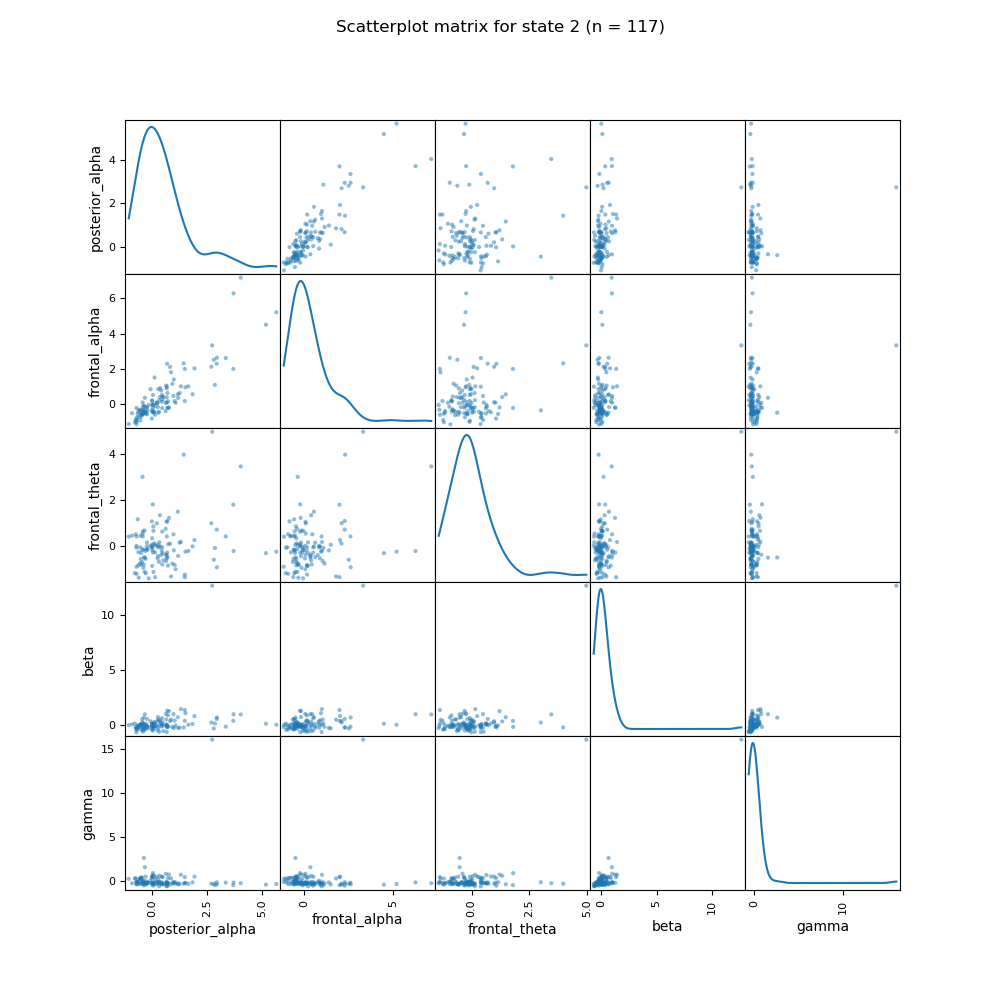 Scatterplot matrix for state 2 (n = 117)
posterior_alpha
4
2
0
frontal_alpha
6
4
2
0
frontal_theta
4
2
0
beta
10
5
0
gamma
15
10
5
0
0.0 2.5 5.0 0 5 0.0 2.5 5.0 0 5 10 0 10
posterior_alpha frontal_alpha frontal_theta beta gamma